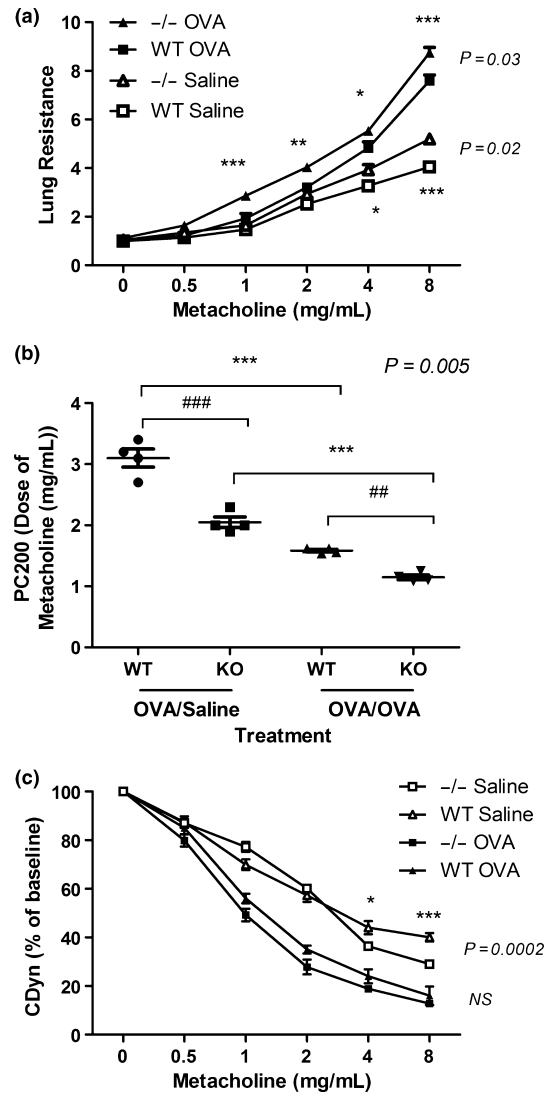 (a)
10
8
6
4
2
0
Lung Resistance
−/− OVA
WT OVA
−/− Saline
WT Saline
***
**
*
***
P = 0.03
P = 0.02
***
*
0 0.5 1 2 4 8
Metacholine (mg/mL)
(b)
P = 0.005
***
###
***
##
4
3
2
1
0
PC200 (Dose of
Metacholine (mg/mL))
WT KO WT KO
OVA/Saline OVA/OVA
Treatment
(c)
100
80
60
40
20
0
CDyn (% of baseline)
−/− Saline
WT Saline
−/− OVA
WT OVA
*
***
P = 0.0002
NS
0 0.5 1 2 4 8
Metacholine (mg/mL)